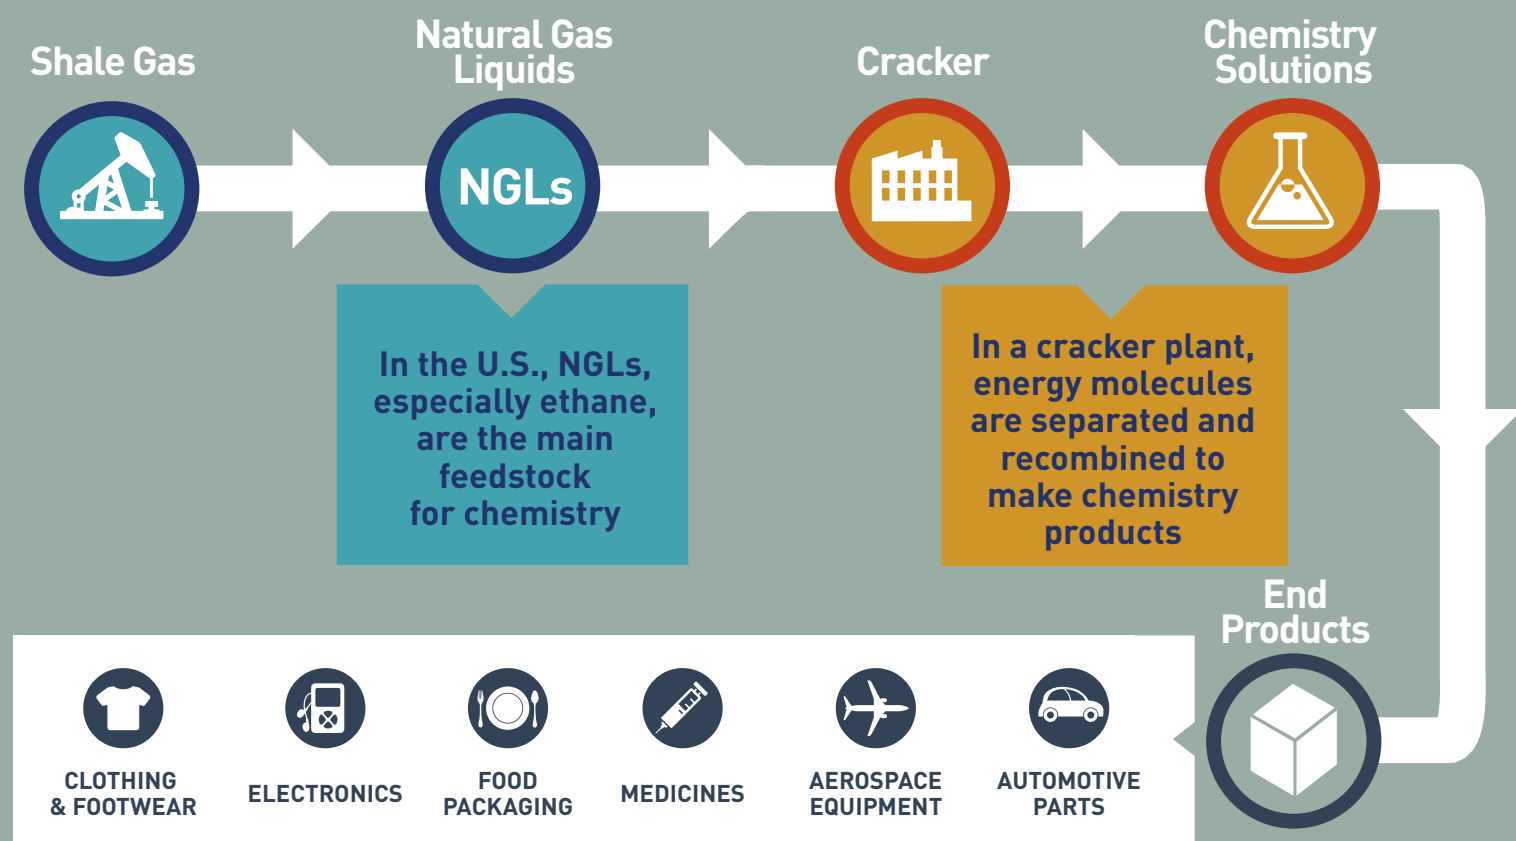 Shale Gas
Natural Gas
Liquids
Cracker
Chemistry
Solutions
NGLs
In the U.S., NGLs,
especially ethane,
are the main
feedstock
for chemistry
In a cracker plant,
energy molecules
are separated and
recombined to
make chemistry
products
End
Products
CLOTHING
& FOOTWEAR
ELECTRONICS
FOOD
PACKAGING
MEDICINES
AEROSPACE
EQUIPMENT
AUTOMOTIVE
PARTS